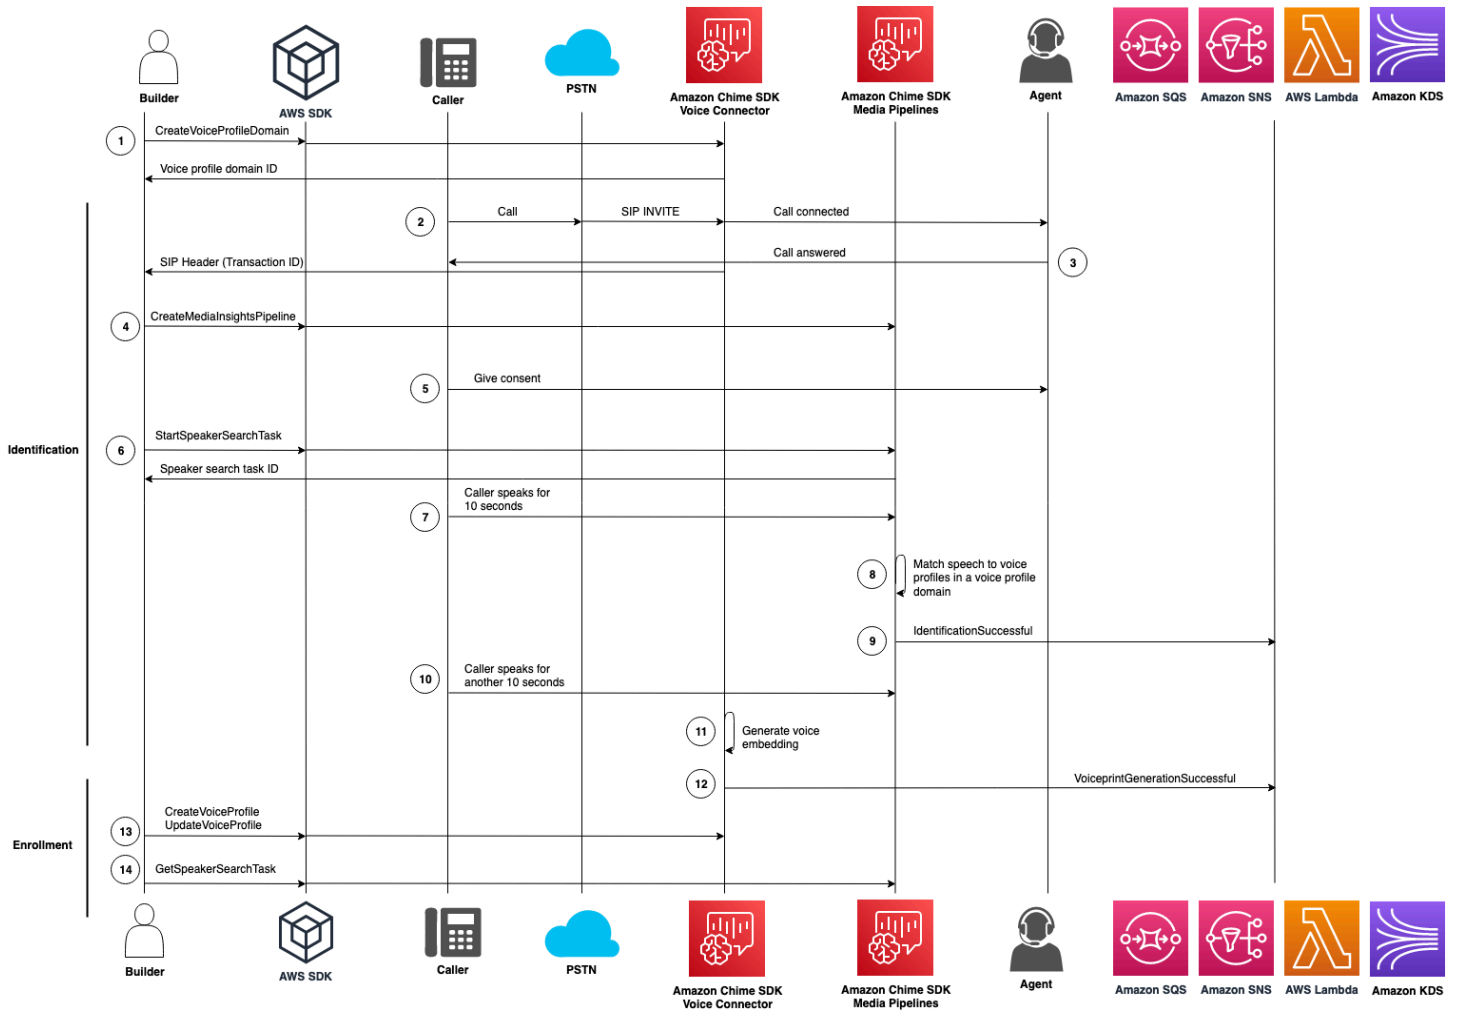 Builder
AWS SDK
Caller
PSTN
Amazon Chime SDK
Voice Connector
Amazon Chime SDK
Media Pipelines
Agent
Amazon SQS
Amazon SNS
AWS Lambda
Amazon KDS
1
CreateVoiceProfileDomain
Voice profile domain ID
2
Call
SIP INVITE
Call connected
Call answered
3
SIP Header (Transaction ID)
4
CreateMediaInsightsPipeline
5
Give consent
Identification
6
StartSpeakerSearchTask
Speaker search task ID
7
Caller speaks for
10 seconds
8
Match speech to voice
profiles in a voice profile
domain
9
IdentificationSuccessful
10
Caller speaks for
another 10 seconds
11
Generate voice
embedding
12
VoiceprintGenerationSuccessful
Enrollment
13
CreateVoiceProfile
UpdateVoiceProfile
14
GetSpeakerSearchTask
Builder
AWS SDK
Caller
PSTN
Amazon Chime SDK
Voice Connector
Amazon Chime SDK
Media Pipelines
Agent
Amazon SQS
Amazon SNS
AWS Lambda
Amazon KDS